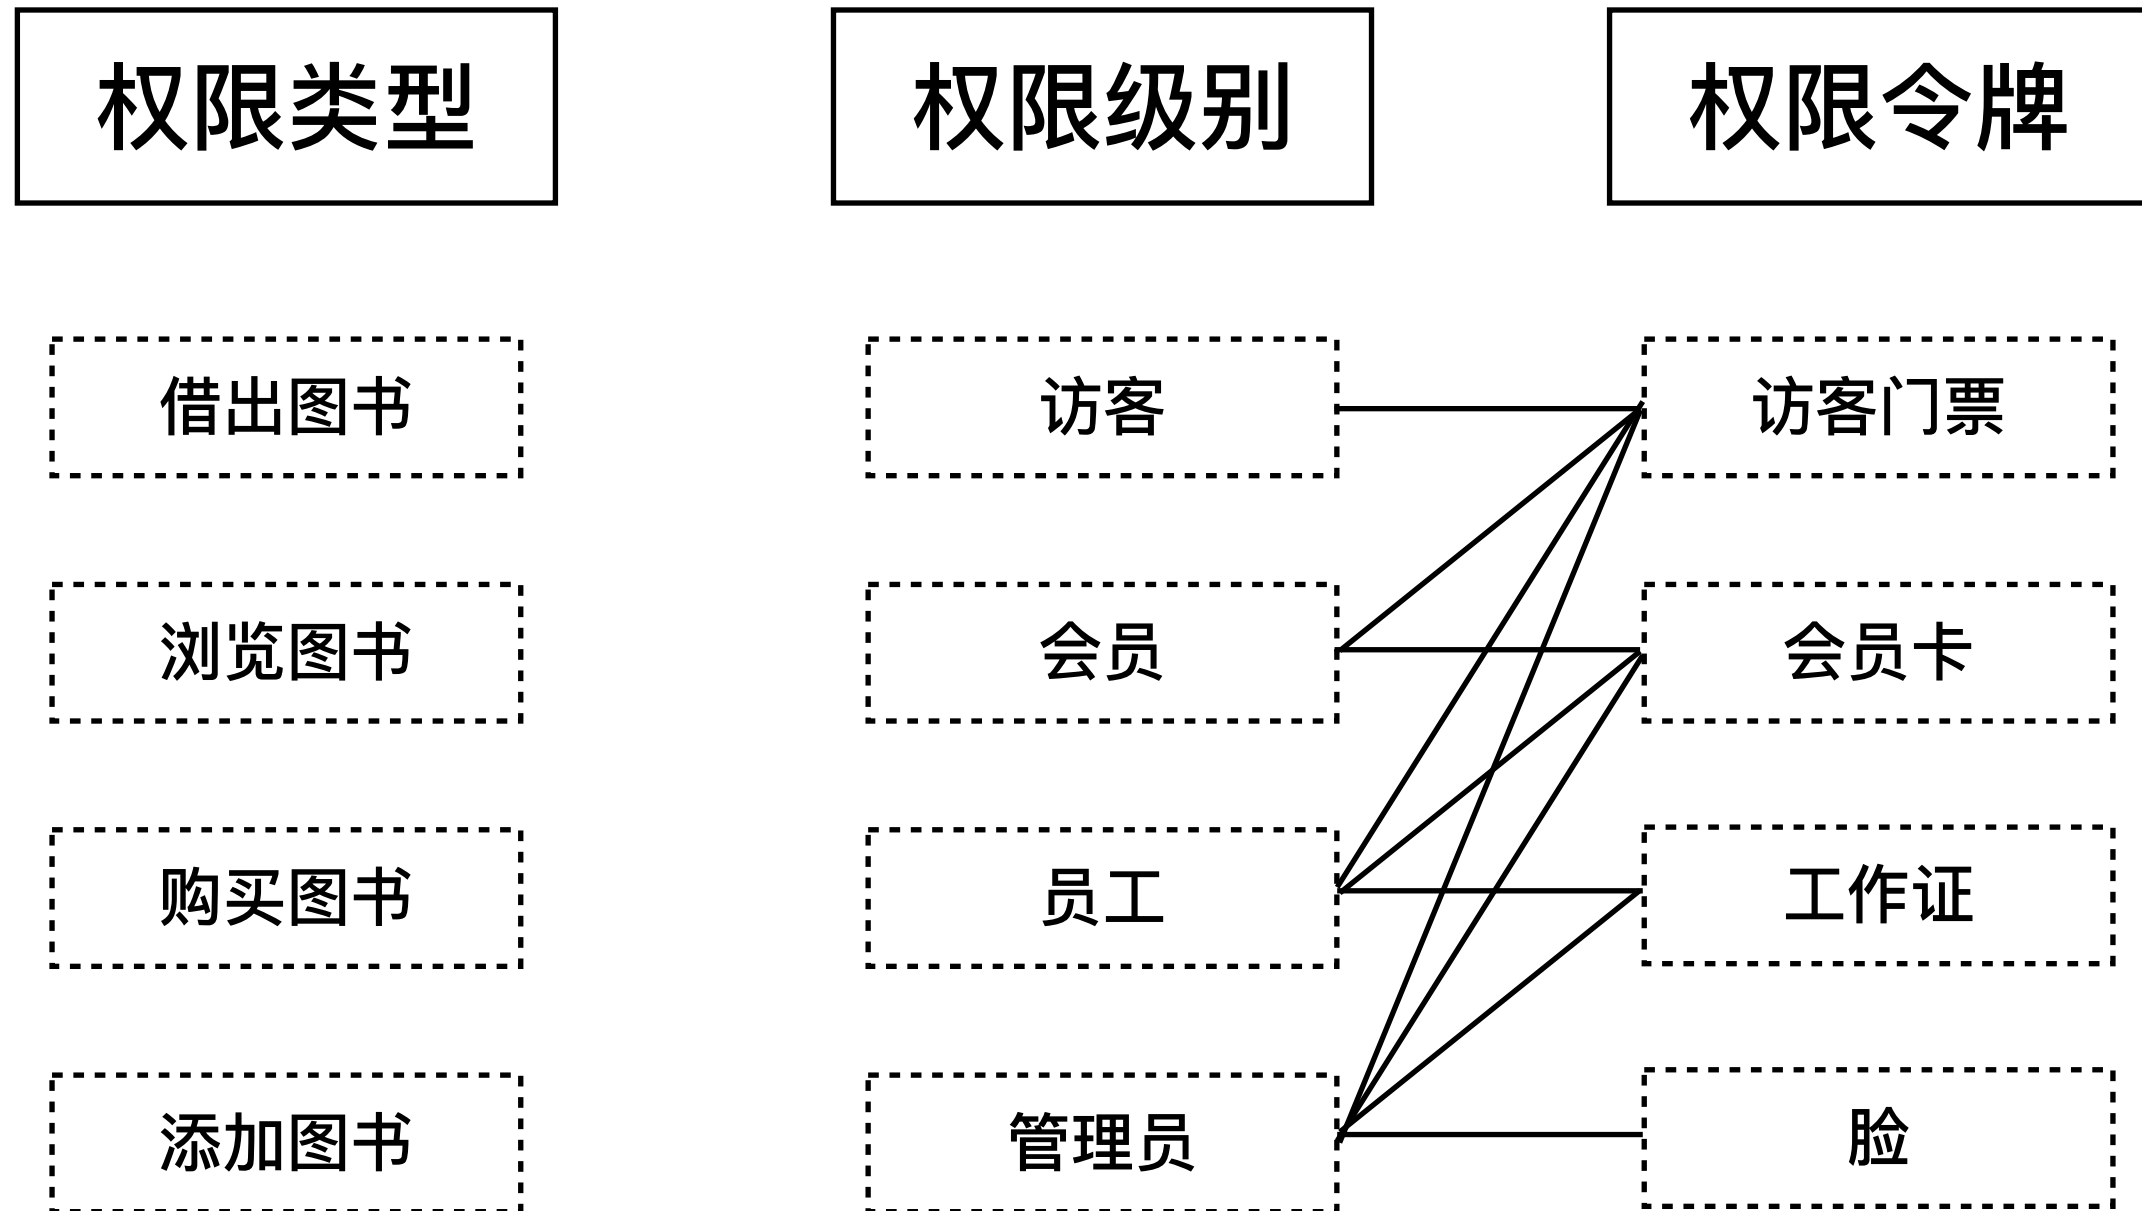 权限类型
权限级别
权限令牌
借出图书
访客
访客门票
浏览图书
会员
会员卡
购买图书
员工
工作证
添加图书
管理员
脸